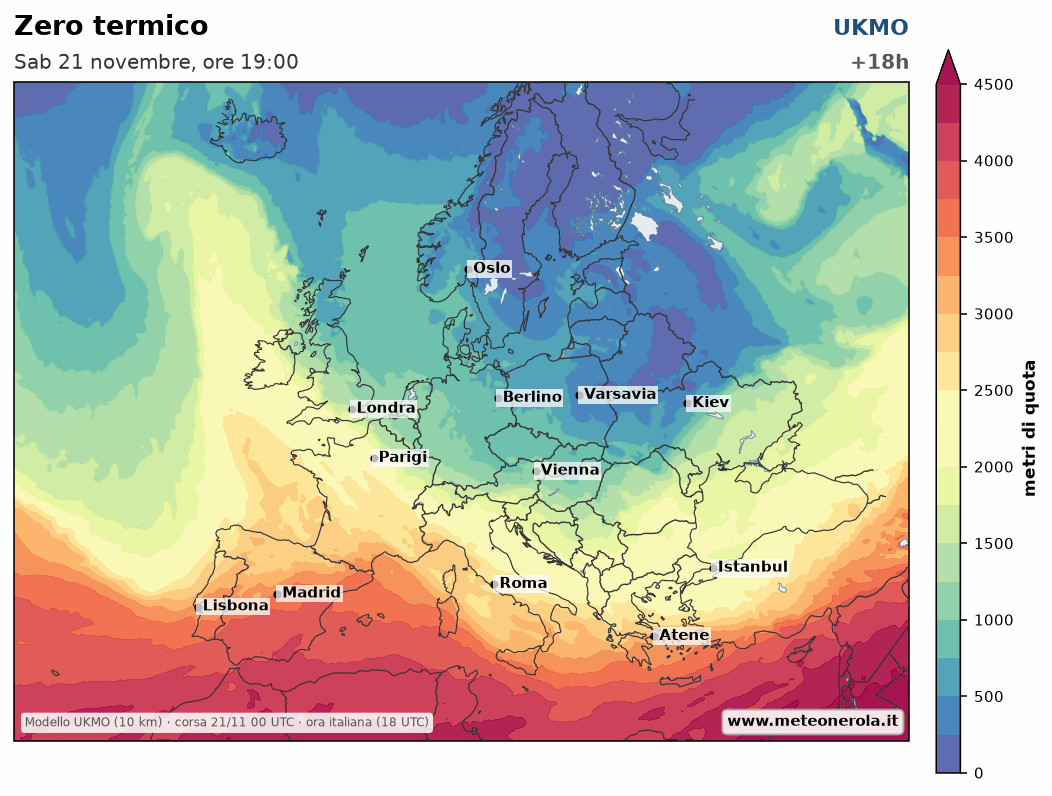 Zero termico
UKMO
Sab 21 novembre, ore 19:00
+18h
Oslo
Londra
Berlino
Varsavia
Kiev
Parigi
Vienna
Roma
Istanbul
Madrid
Lisbona
Atene
Modello UKMO (10 km) · corsa 21/11 00 UTC · ora italiana (18 UTC)
www.meteonerola.it
4500
4000
3500
3000
2500
2000
1500
1000
500
0
metri di quota